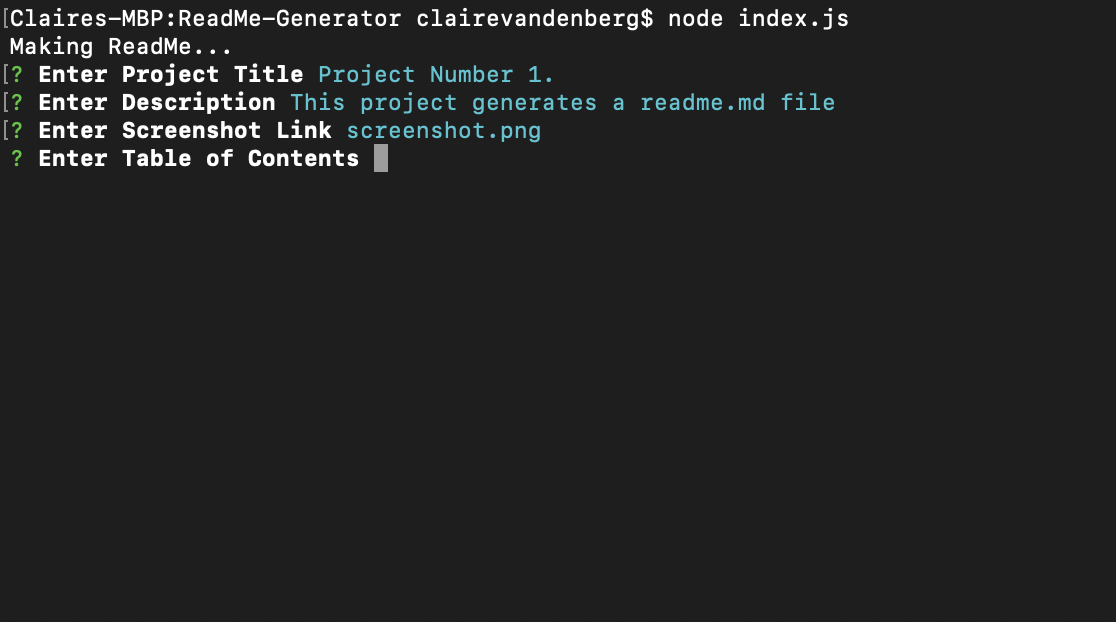 [Claires-MBP:ReadMe-Generator clairevandenberg$ node index.js
Making ReadMe...
[? Enter Project Title Project Number 1.
[? Enter Description This project generates a readme.md file
[? Enter Screenshot Link screenshot.png
? Enter Table of Contents